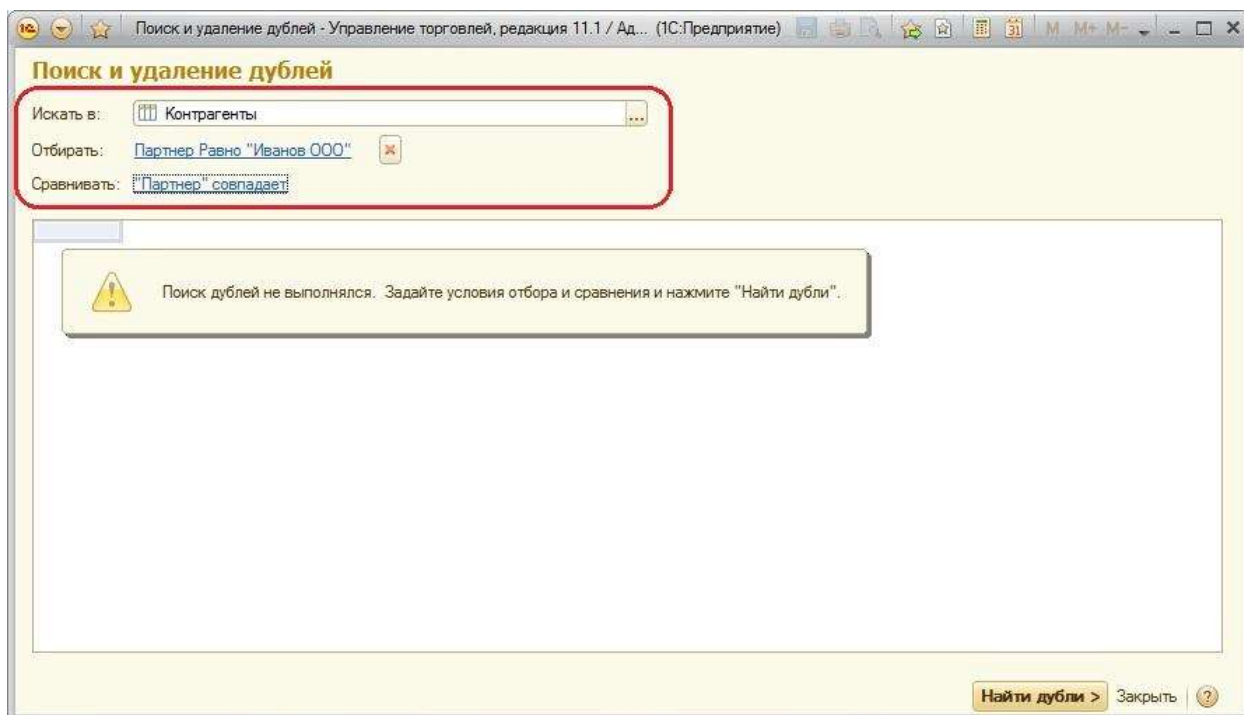 Поиск и удаление дублей - Управление торговлей, редакция 11.1 / Ад... (1С:Предприятие) 31 M M+ M-
Поиск и удаление дублей
Искать в: Контрагенты ...
Отбирать: Партнер Равно "Иванов ООО"
Сравнивать: "Партнер" совпадает
Поиск дублей не выполнялся. Задайте условия отбора и сравнения и нажмите "Найти дубли".
Найти дубли > Закрыть ?